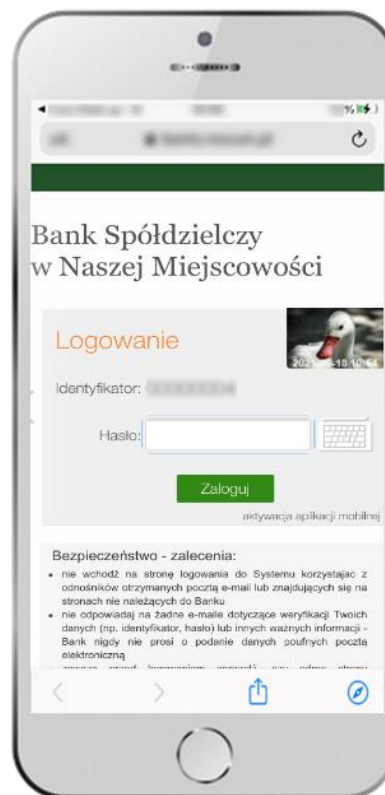 Bank Spółdzielczy
w Naszej Miejscowości
Logowanie
Identyfikator:
Hasło:
Zaloguj
aktywacja aplikacji mobilnej
Bezpieczeństwo - zalecenia:
• nie wchodź na stronę logowania do Systemu korzystajac z
odnośników otrzymanych pocztą e-mail lub znajdujących się na
stronach nie należących do Banku
• nie odpowiadaj na żadne e-maile dotyczące weryfikacji Twoich
danych (np. identyfikator, hasło) lub innych ważnych informacji -
Bank nigdy nie prosi o podanie danych poufnych pocztą
elektroniczną